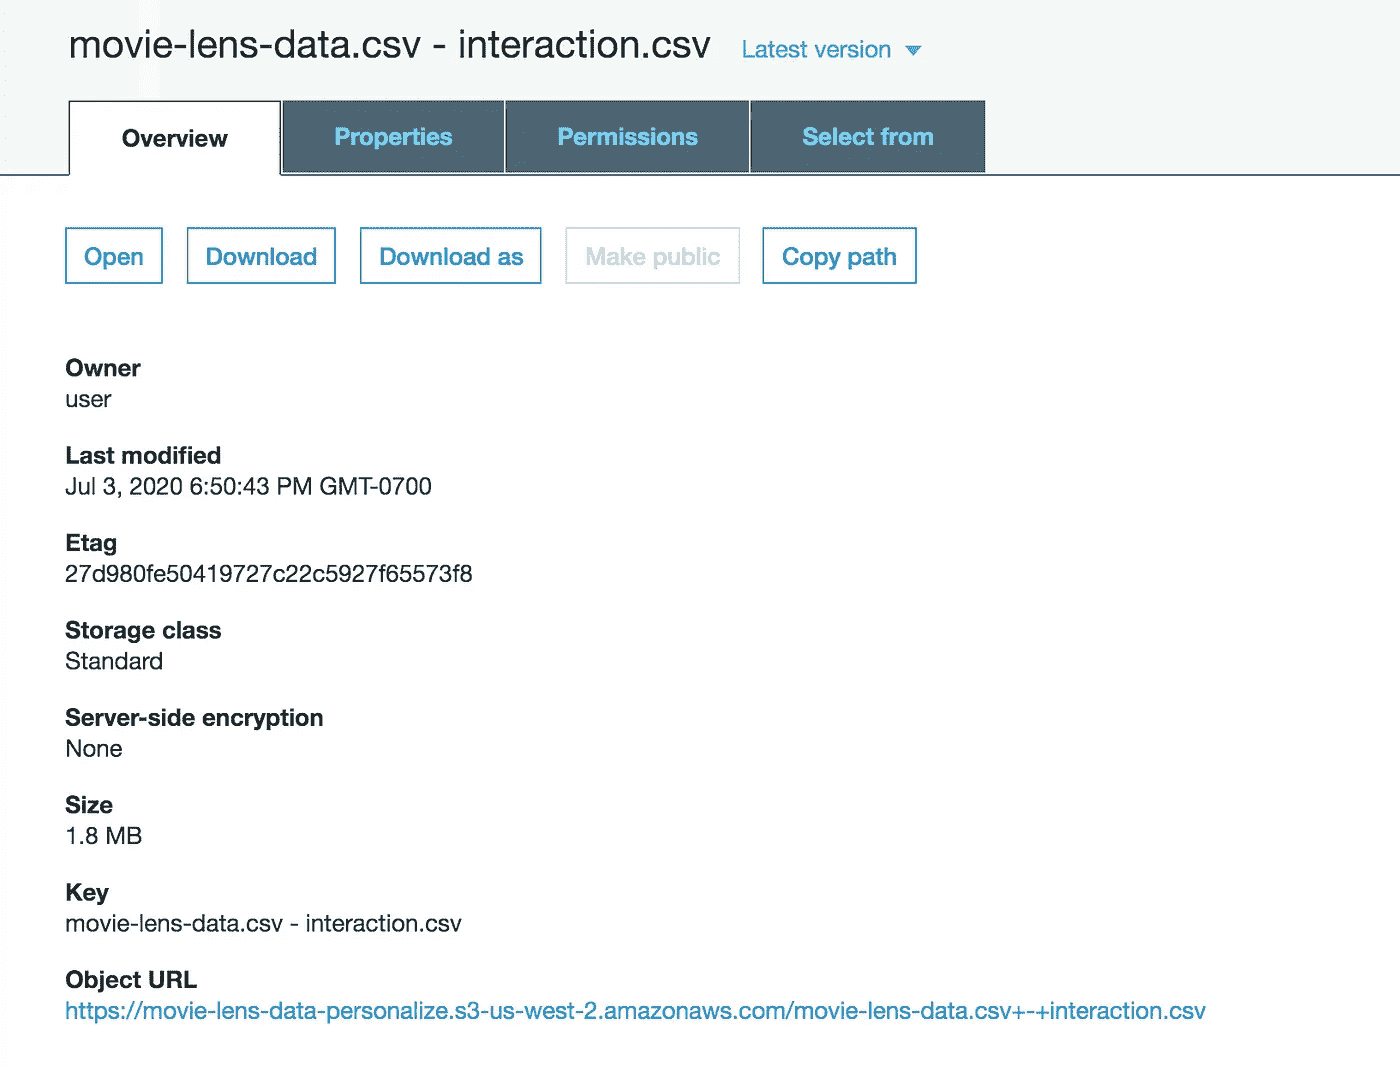 movie-lens-data.csv - interaction.csv Latest version
Overview Properties Permissions Select from
Open Download Download as Make public Copy path
Owner
user
Last modified
Jul 3, 2020 6:50:43 PM GMT-0700
Etag
27d980fe50419727c22c5927f65573f8
Storage class
Standard
Server-side encryption
None
Size
1.8 MB
Key
movie-lens-data.csv - interaction.csv
Object URL
https://movie-lens-data-personalize.s3-us-west-2.amazonaws.com/movie-lens-data.csv+-+interaction.csv